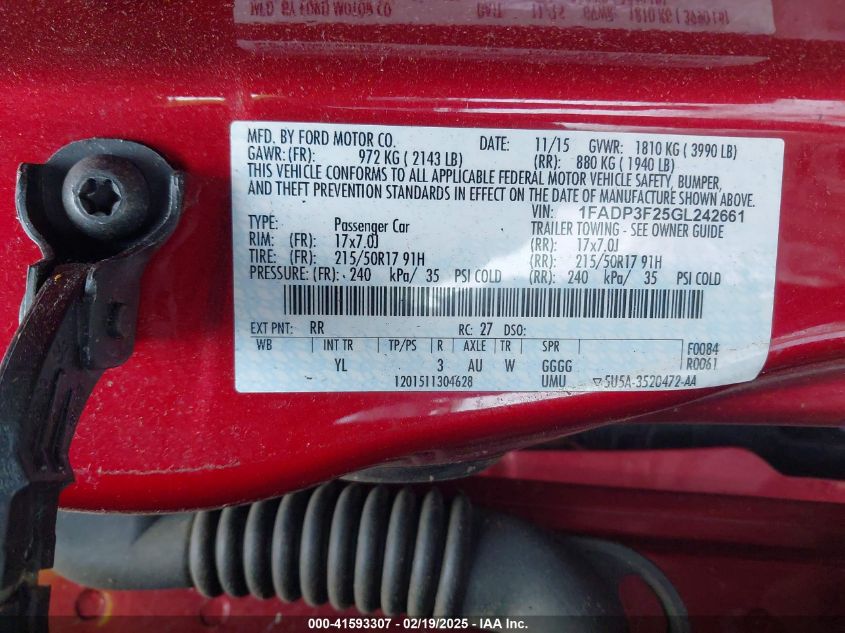 MFD. BY FORD MOTOR CO. DATE: 11/15 GVWR: 1810 KG ( 3990 LB)
GAWR: (FR): 972 KG ( 2143 LB) (RR): 880 KG ( 1940 LB)
THIS VEHICLE CONFORMS TO ALL APPLICABLE FEDERAL MOTOR VEHICLE SAFETY, BUMPER,
AND THEFT PREVENTION STANDARDS IN EFFECT ON THE DATE OF MANUFACTURE SHOWN ABOVE.
VIN: 1FADP3F25GL242661
TYPE: Passenger Car TRAILER TOWING - SEE OWNER GUIDE
RIM: (FR): 17x7.0J (RR): 17x7.0J
TIRE: (FR): 215/50R17 91H (RR): 215/50R17 91H
PRESSURE: (FR): 240 kPa/ 35 PSI COLD (RR): 240 kPa/ 35 PSI COLD
EXT PNT: RR RC: 27 DSO:
WB INT TR TP/PS R AXLE TR SPR F0084
YL 3 AU W GGGG R0061
1201511304628 UMU ▽5U5A-3520472-AA
000-41593307 - 02/19/2025 - IAA Inc.